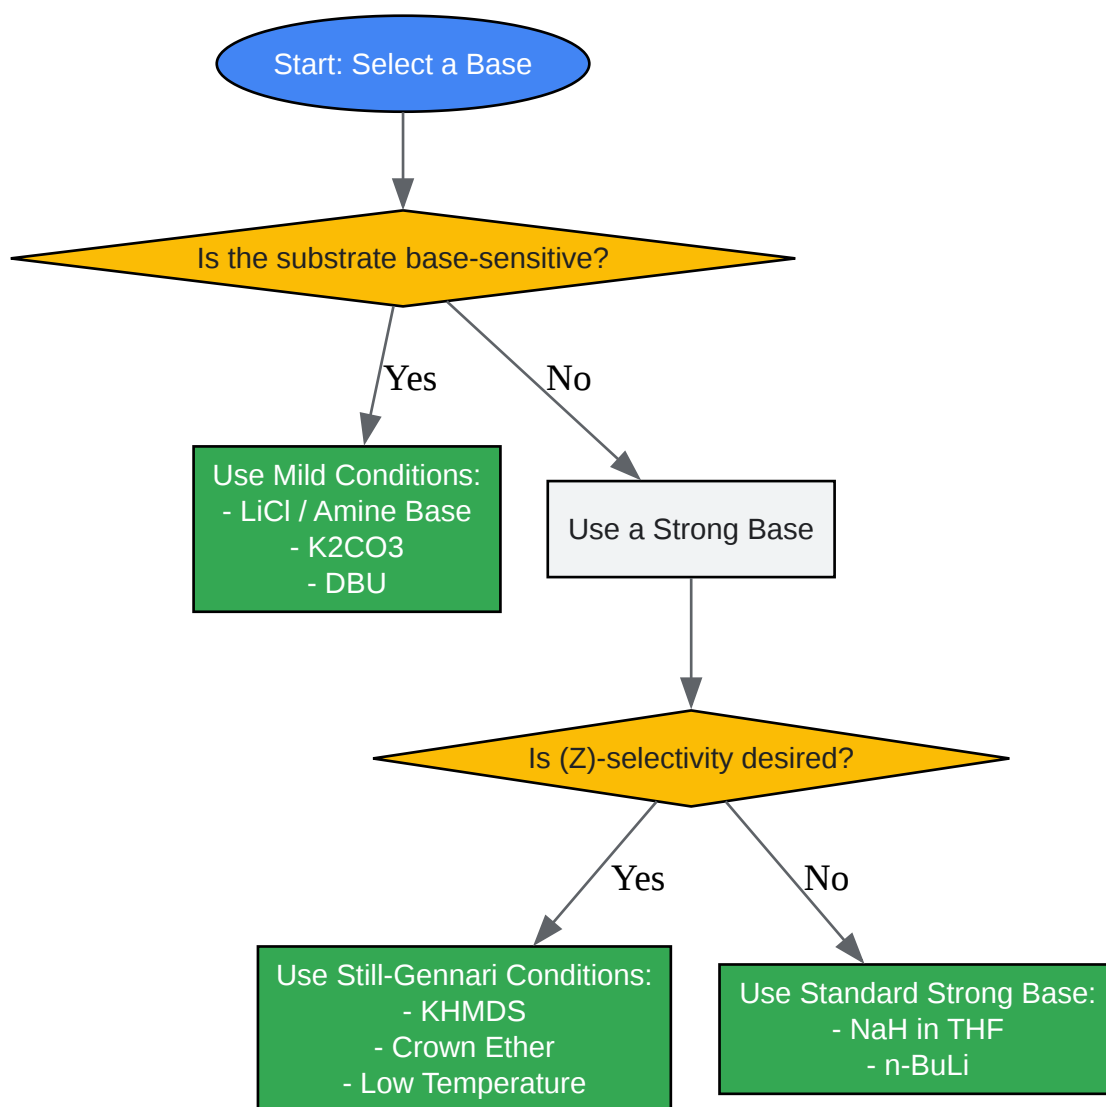 Start: Select a Base
Is the substrate base-sensitive?
Yes
No
Use Mild Conditions:
- LiCl / Amine Base
- K2CO3
- DBU
Use a Strong Base
Is (Z)-selectivity desired?
Yes
No
Use Still-Gennari Conditions:
- KHMDS
- Crown Ether
- Low Temperature
Use Standard Strong Base:
- NaH in THF
- n-BuLi